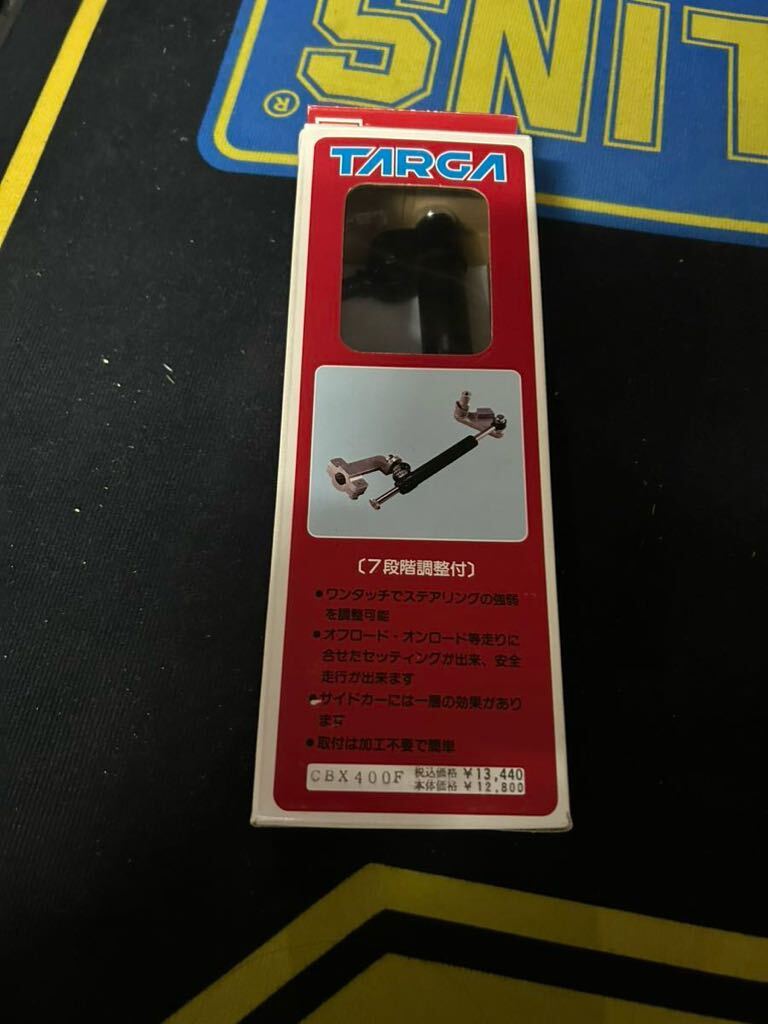 SNILING
®
TARGA
〔7段階調整付〕
●ワンタッチでステアリングの強弱
を調整可能
●オフロード・オンロード等走りに
合せたセッティングが出来、安全
走行が出来ます
●サイドカーには一層の効果があり
ます
●取付は加工不要で簡単
CBX400F 税込価格 ¥13,440
本体価格 ¥12,800